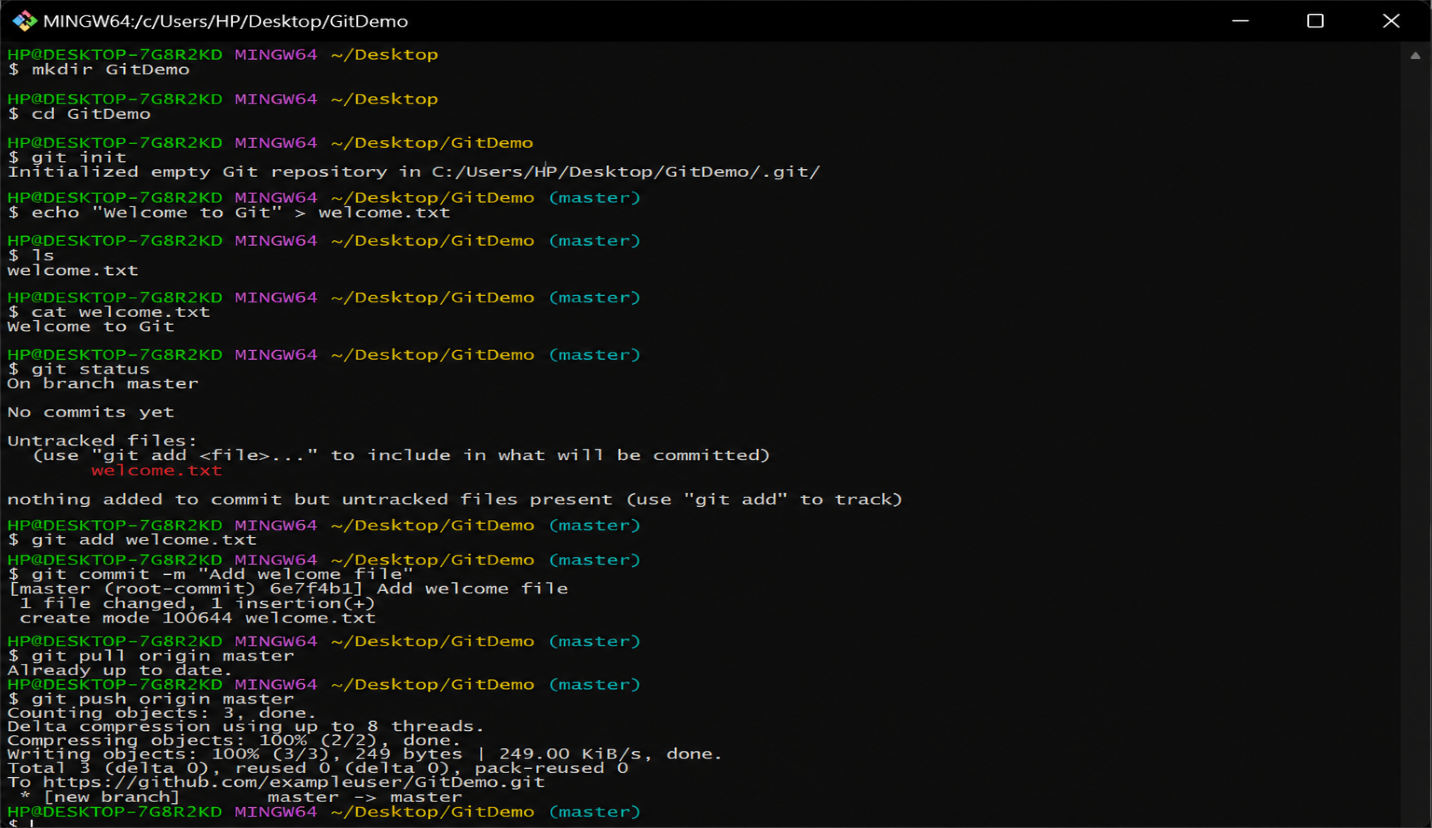 MINGW64:/c/Users/HP/Desktop/GitDemo
HP@DESKTOP-7G8R2KD MINGW64 ~/Desktop
$ mkdir GitDemo
HP@DESKTOP-7G8R2KD MINGW64 ~/Desktop
$ cd GitDemo
HP@DESKTOP-7G8R2KD MINGW64 ~/Desktop/GitDemo
$ git init
Initialized empty Git repository in C:/Users/HP/Desktop/GitDemo/.git/
HP@DESKTOP-7G8R2KD MINGW64 ~/Desktop/GitDemo (master)
$ echo "Welcome to Git" > welcome.txt
HP@DESKTOP-7G8R2KD MINGW64 ~/Desktop/GitDemo (master)
$ ls
welcome.txt
HP@DESKTOP-7G8R2KD MINGW64 ~/Desktop/GitDemo (master)
$ cat welcome.txt
Welcome to Git
HP@DESKTOP-7G8R2KD MINGW64 ~/Desktop/GitDemo (master)
$ git status
On branch master
No commits yet
Untracked files:
  (use "git add <file>..." to include in what will be committed)
       welcome.txt
nothing added to commit but untracked files present (use "git add" to track)
HP@DESKTOP-7G8R2KD MINGW64 ~/Desktop/GitDemo (master)
$ git add welcome.txt
HP@DESKTOP-7G8R2KD MINGW64 ~/Desktop/GitDemo (master)
$ git commit -m "Add welcome file"
[master (root-commit) 6e7f4b1] Add welcome file
 1 file changed, 1 insertion(+)
 create mode 100644 welcome.txt
HP@DESKTOP-7G8R2KD MINGW64 ~/Desktop/GitDemo (master)
$ git pull origin master
Already up to date.
HP@DESKTOP-7G8R2KD MINGW64 ~/Desktop/GitDemo (master)
$ git push origin master
Counting objects: 3, done.
Delta compression using up to 8 threads.
Compressing objects: 100% (2/2), done.
Writing objects: 100% (3/3), 249 bytes | 249.00 KiB/s, done.
Total 3 (delta 0), reused 0 (delta 0), pack-reused 0
To https://github.com/exampleuser/GitDemo.git
 * [new branch]       master -> master
HP@DESKTOP-7G8R2KD MINGW64 ~/Desktop/GitDemo (master)
$